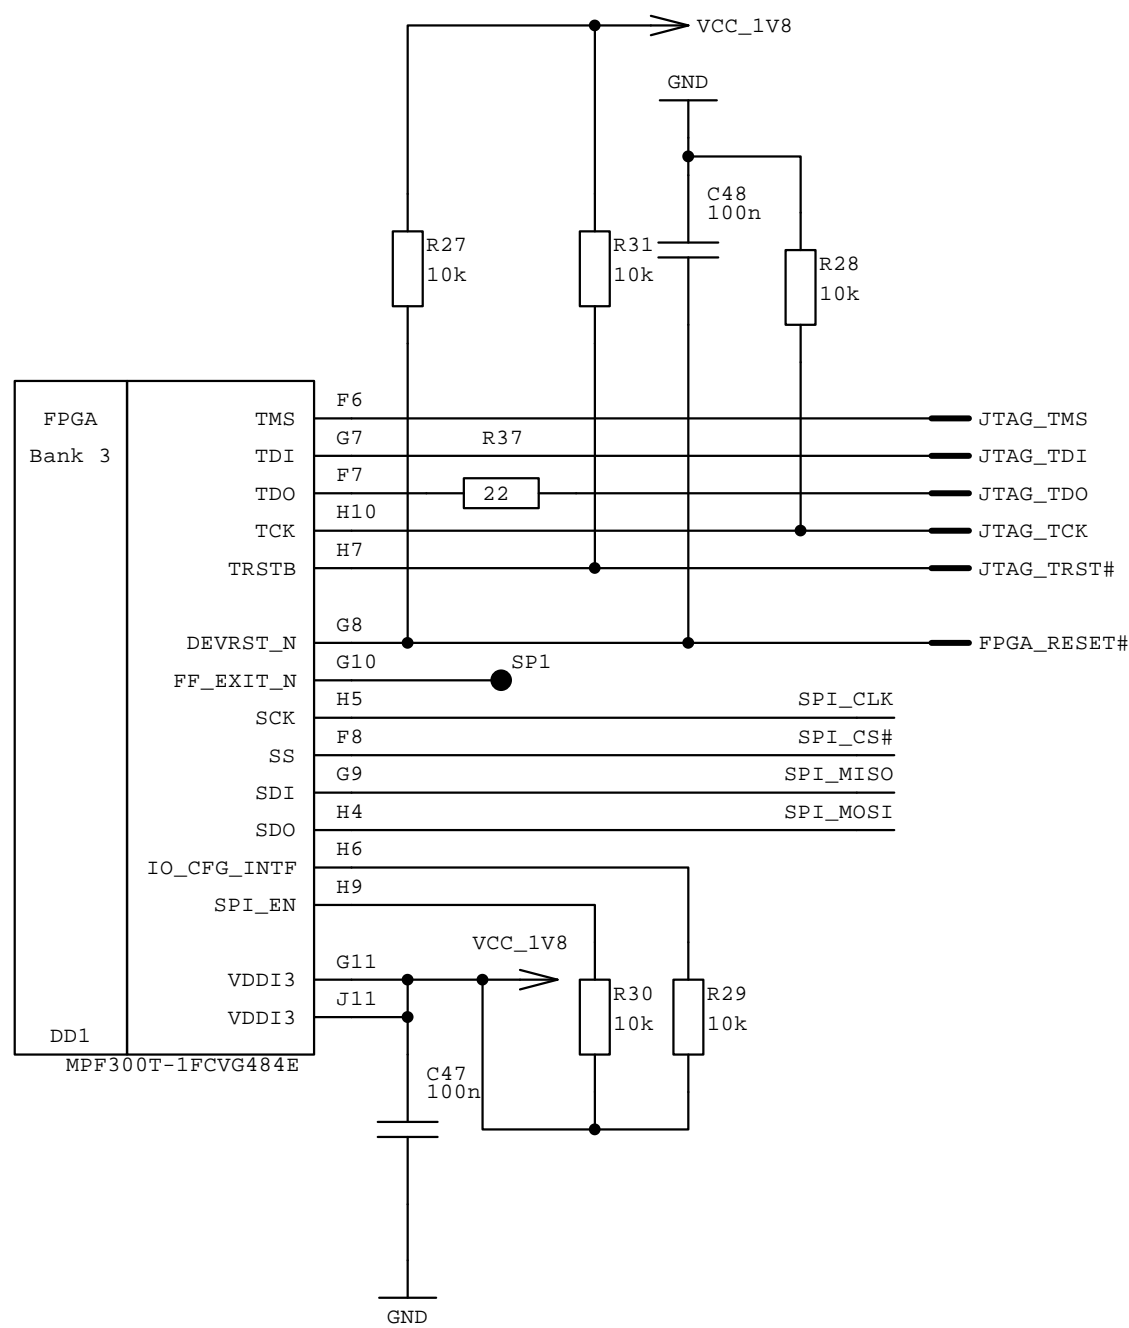 VCC_1V8
GND
C48
100n
R27
10k
R31
10k
R28
10k
FPGA
Bank 3
TMS
F6
JTAG_TMS
TDI
G7
R37
JTAG_TDI
TDO
F7
22
JTAG_TDO
TCK
H10
JTAG_TCK
TRSTB
H7
JTAG_TRST#
DEVRST_N
G8
FPGA_RESET#
FF_EXIT_N
G10
SP1
SCK
H5
SPI_CLK
SS
F8
SPI_CS#
SDI
G9
SPI_MISO
SDO
H4
SPI_MOSI
IO_CFG_INTF
H6
SPI_EN
H9
VCC_1V8
VDDI3
G11
VDDI3
J11
R30
10k
R29
10k
DD1
MPF300T-1FCVG484E
C47
100n
GND